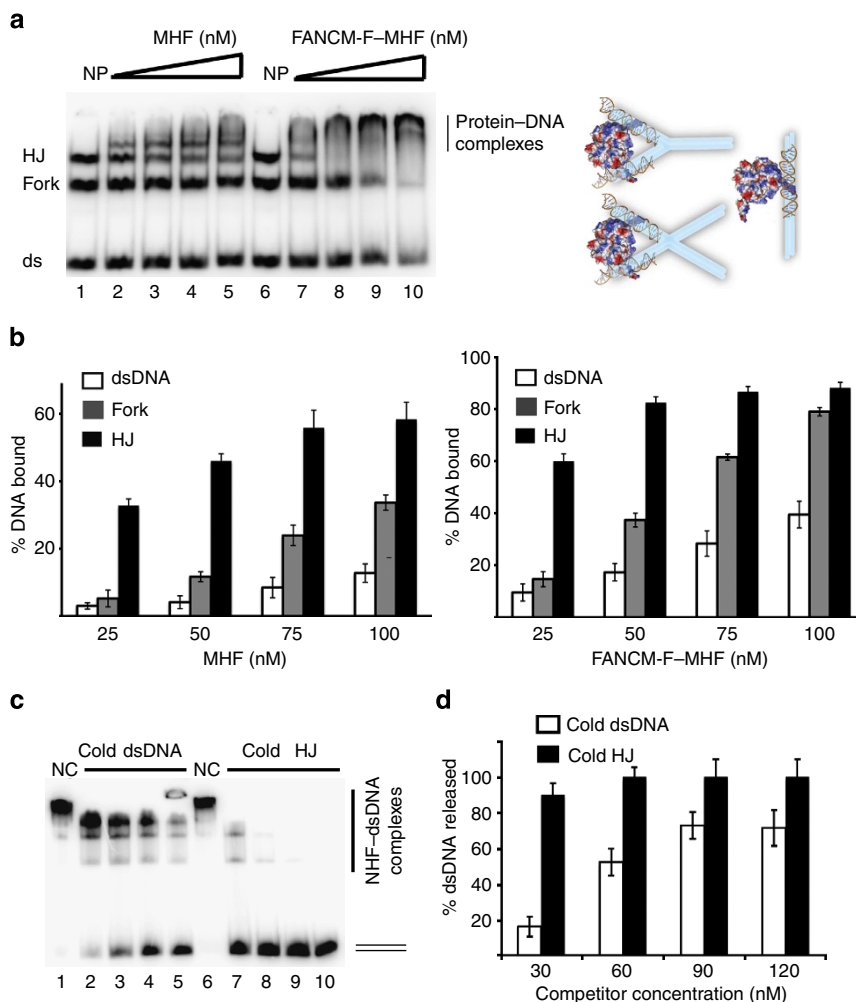 a
MHF (nM)
FANCM-F–MHF (nM)
NP
NP
HJ
Fork
ds
Protein–DNA
complexes
1 2 3 4 5 6 7 8 9 10
b
dsDNA
Fork
HJ
% DNA bound
60
40
20
25 50 75 100
MHF (nM)
dsDNA
Fork
HJ
% DNA bound
100
80
60
40
20
25 50 75 100
FANCM-F–MHF (nM)
c
Cold dsDNA
Cold HJ
NC
NC
NHF–dsDNA
complexes
1 2 3 4 5 6 7 8 9 10
d
Cold dsDNA
Cold HJ
% dsDNA released
100
80
60
40
20
30 60 90 120
Competitor concentration (nM)